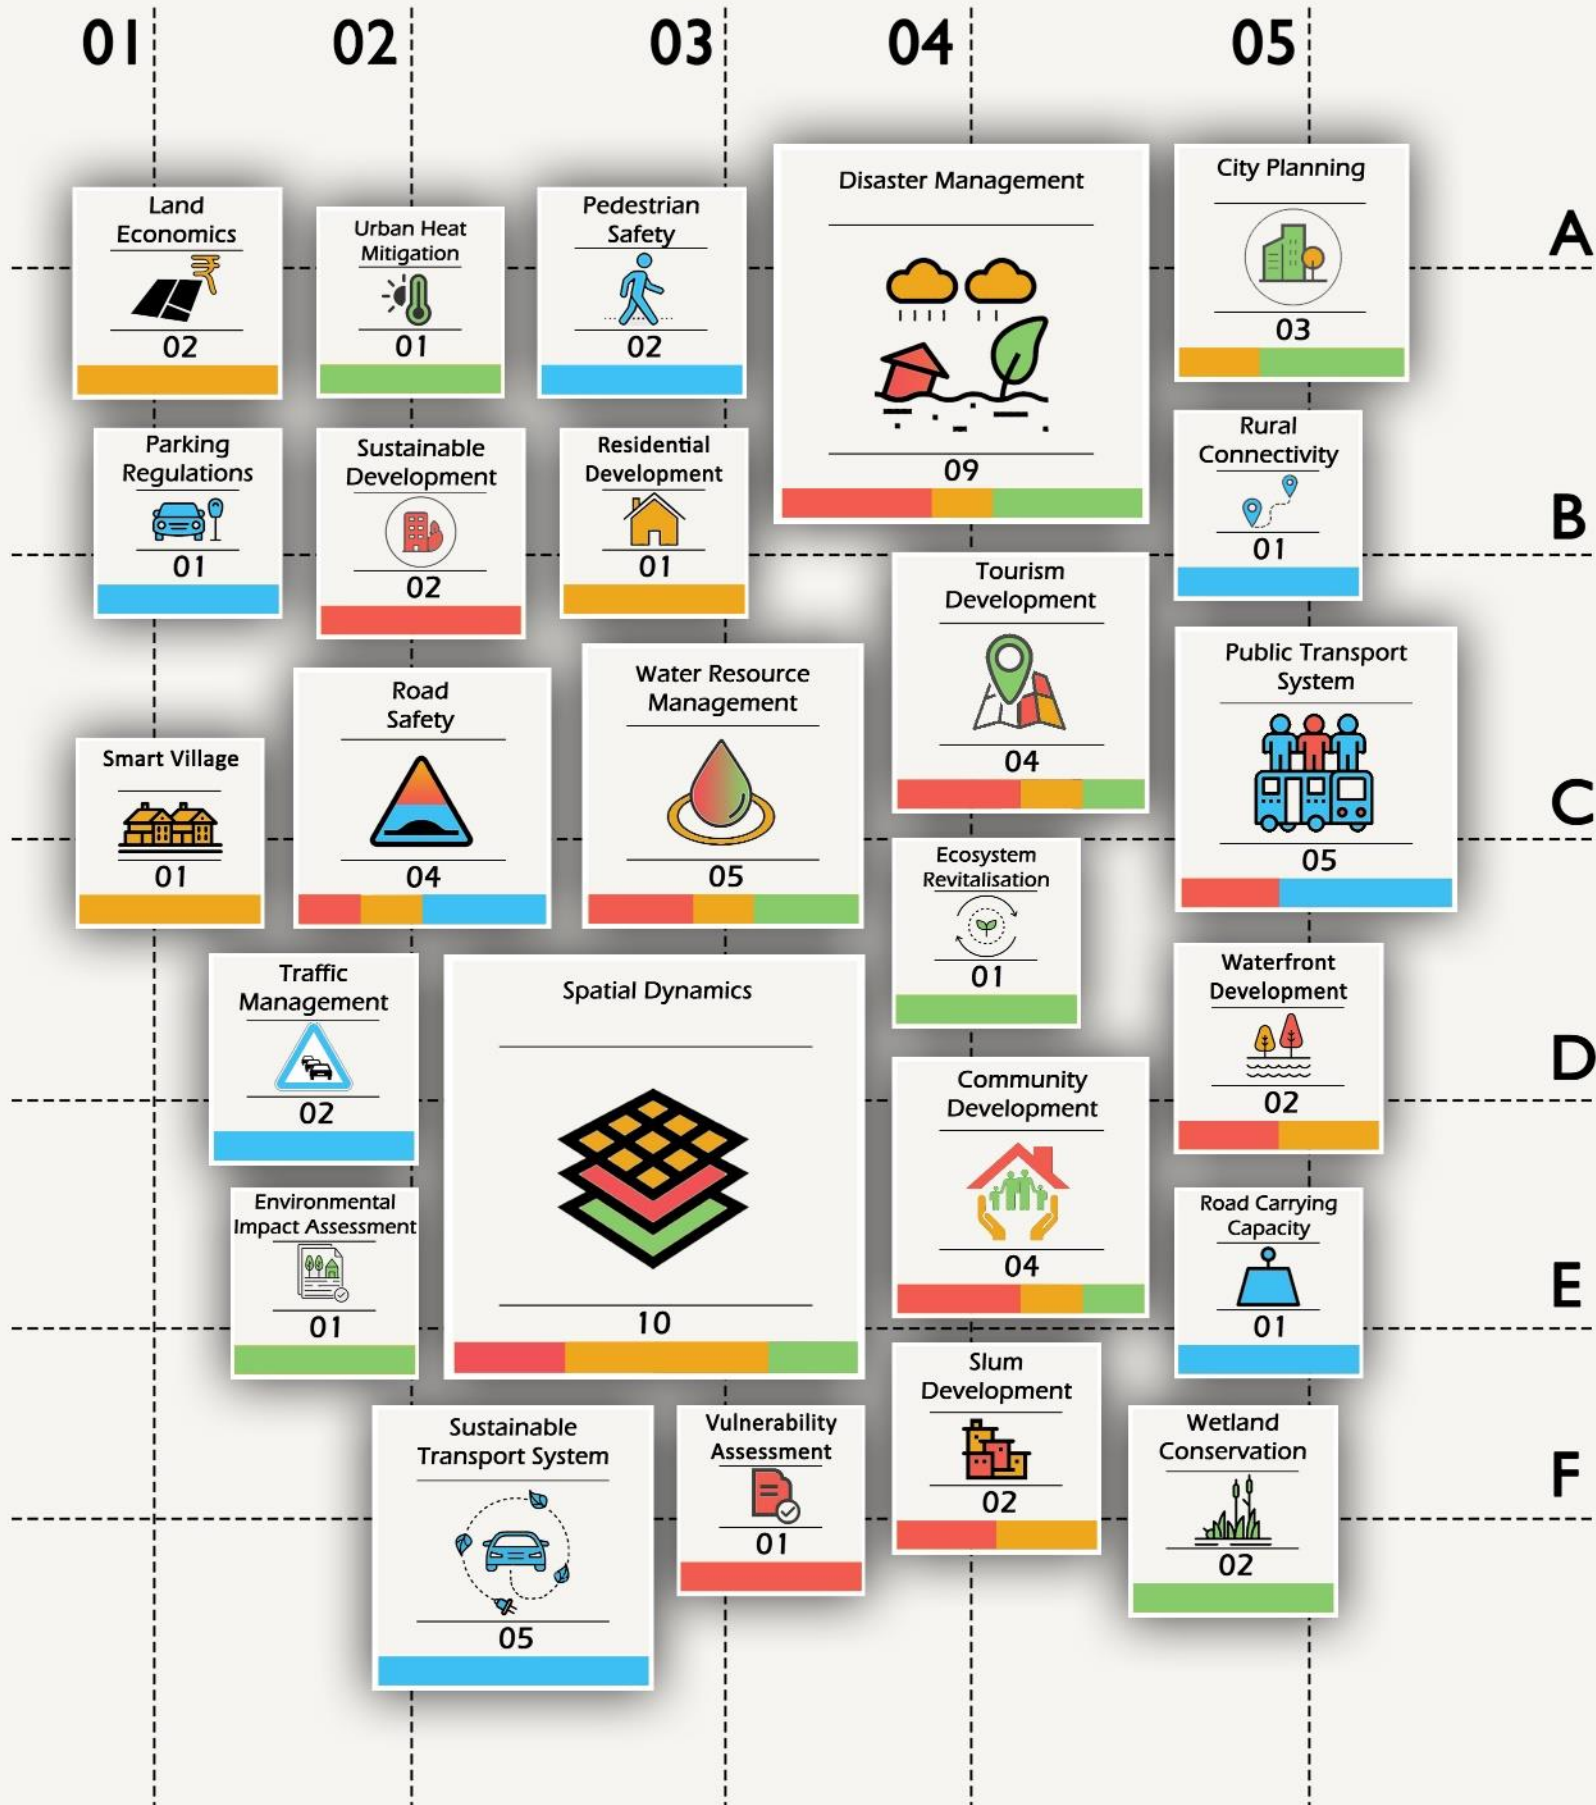 01
02
03
04
05
A
Land
Economics
02
Urban Heat
Mitigation
01
Pedestrian
Safety
02
Disaster Management
09
City Planning
03
B
Parking
Regulations
01
Sustainable
Development
02
Residential
Development
01
Rural
Connectivity
01
C
Smart Village
01
Road
Safety
04
Water Resource
Management
05
Tourism
Development
04
Public Transport
System
05
D
Traffic
Management
02
Spatial Dynamics
10
Ecosystem
Revitalisation
01
Waterfront
Development
02
E
Environmental
Impact Assessment
01
Community
Development
04
Road Carrying
Capacity
01
F
Sustainable
Transport System
05
Vulnerability
Assessment
01
Slum
Development
02
Wetland
Conservation
02